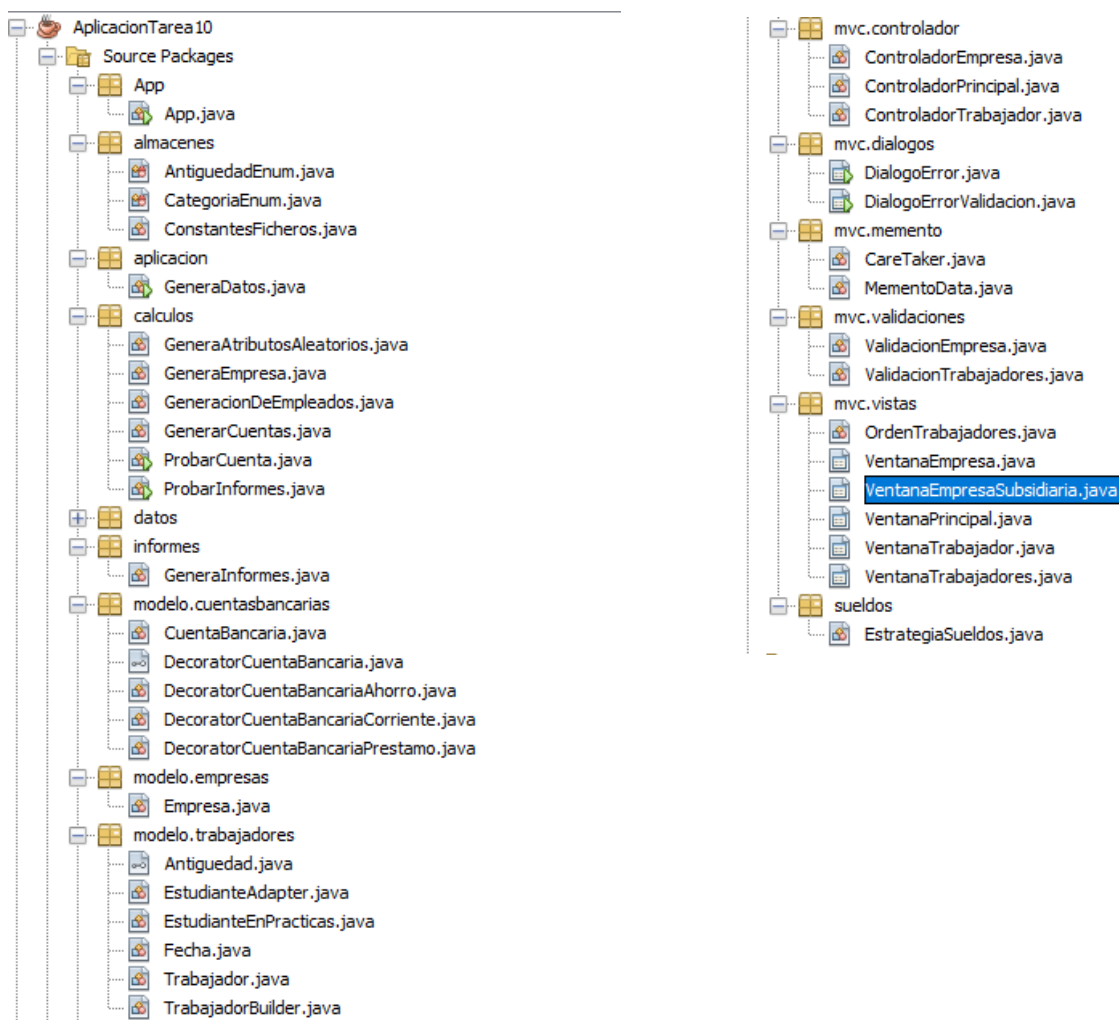 AplicacionTarea10
Source Packages
App
App.java
almacenes
AntiguedadEnum.java
CategoriaEnum.java
ConstantesFicheros.java
aplicacion
GeneraDatos.java
calculos
GeneraAtributosAleatorios.java
GeneraEmpresa.java
GeneracionDeEmpleados.java
GenerarCuentas.java
ProbarCuenta.java
ProbarInformes.java
datos
informes
GeneraInformes.java
modelo.cuentasbancarias
CuentaBancaria.java
DecoratorCuentaBancaria.java
DecoratorCuentaBancariaAhorro.java
DecoratorCuentaBancariaCorriente.java
DecoratorCuentaBancariaPrestamo.java
modelo.empresas
Empresa.java
modelo.trabajadores
Antiguedad.java
EstudianteAdapter.java
EstudianteEnPracticas.java
Fecha.java
Trabajador.java
TrabajadorBuilder.java
mvc.controlador
ControladorEmpresa.java
ControladorPrincipal.java
ControladorTrabajador.java
mvc.dialogos
DialogoError.java
DialogoErrorValidacion.java
mvc.memento
CareTaker.java
MementoData.java
mvc.validaciones
ValidacionEmpresa.java
ValidacionTrabajadores.java
mvc.vistas
OrdenTrabajadores.java
VentanaEmpresa.java
VentanaEmpresaSubsidiaria.java
VentanaPrincipal.java
VentanaTrabajador.java
VentanaTrabajadores.java
sueldos
EstrategiaSueldos.java